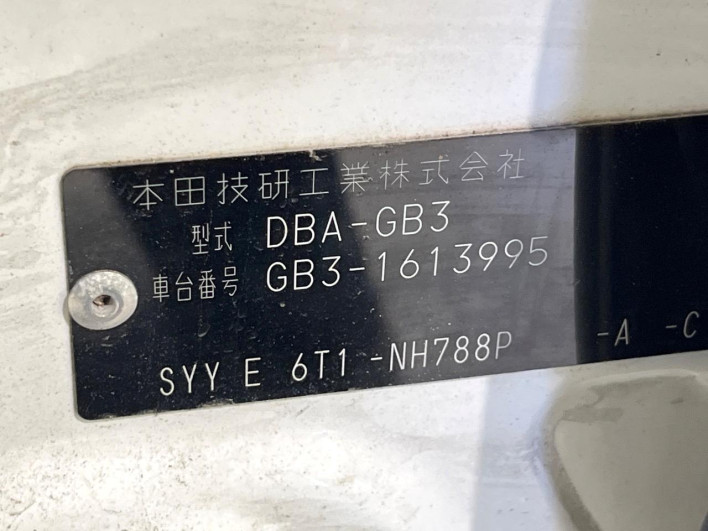 本田技研工業株式会社
型式 DBA-GB3
車台番号 GB3-1613995
SYY E 6T1 -NH788P -A -C